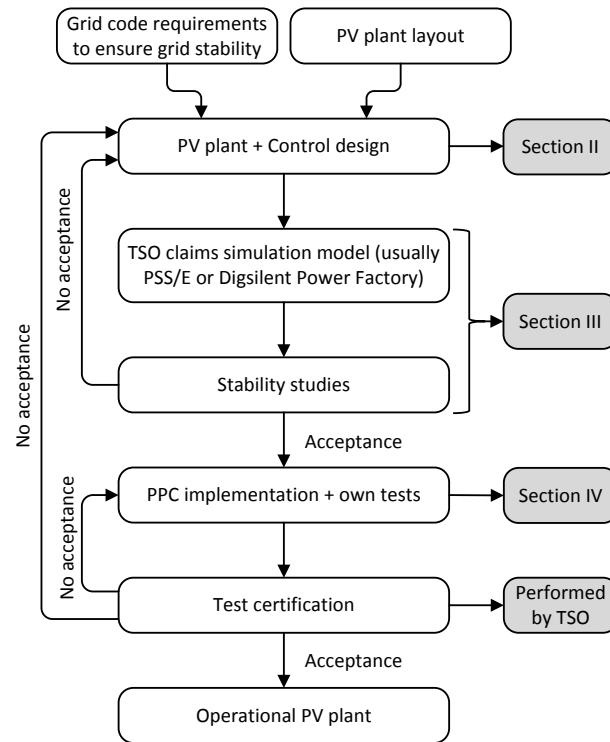 Grid code requirements
to ensure grid stability
PV plant layout
PV plant + Control design
Section II
No acceptance
TSO claims simulation model (usually
PSS/E or Digsilent Power Factory)
Section III
Stability studies
No acceptance
Acceptance
PPC implementation + own tests
Section IV
No acceptance
Test certification
Performed
by TSO
Acceptance
Operational PV plant